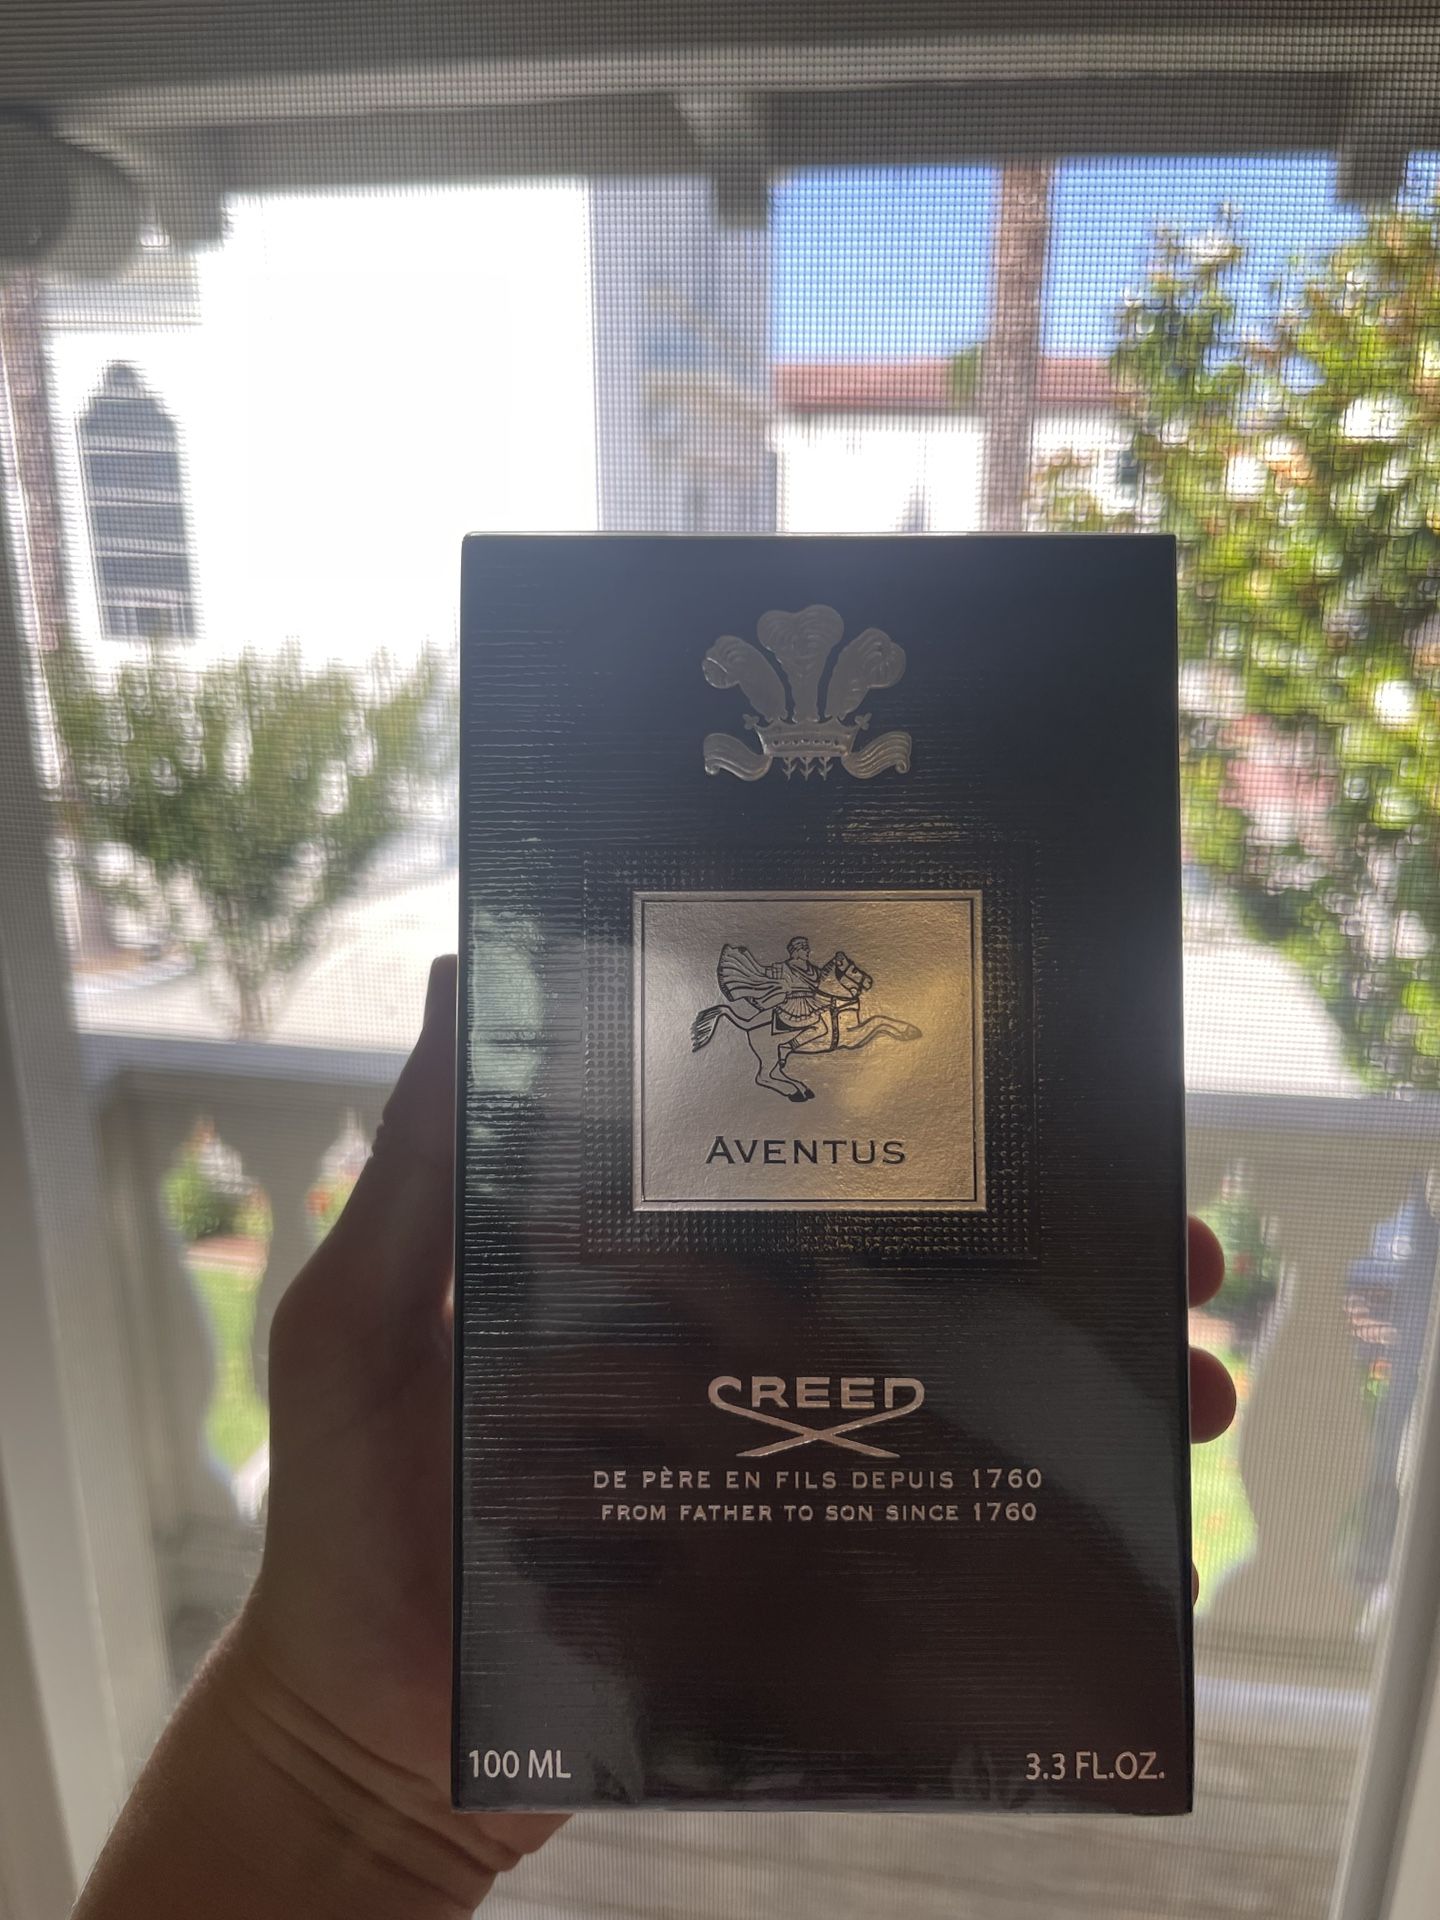 AVENTUS
CREED
DE PÈRE EN FILS DEPUIS 1760
FROM FATHER TO SON SINCE 1760
100 ML
3.3 FL.OZ.